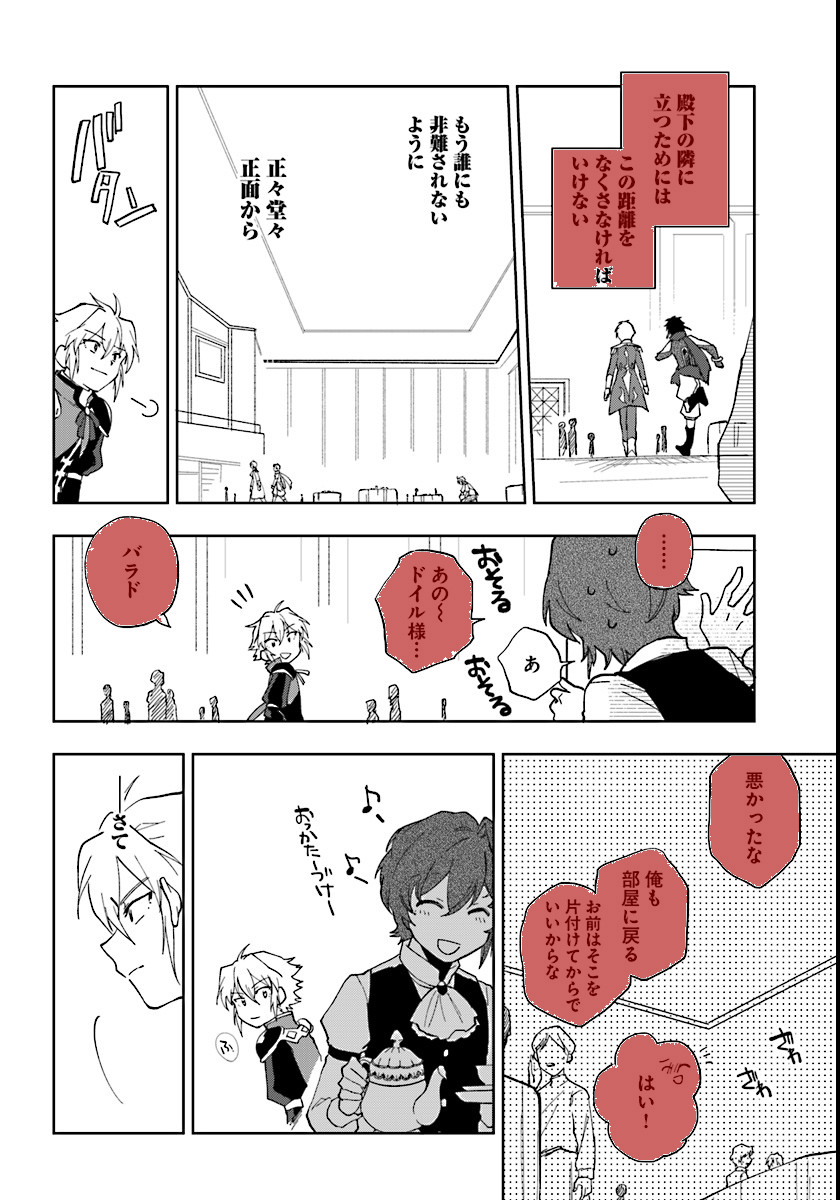 殿下の隣に
立つためには
この距離を
なくさなければ
いけない
もう誰にも
非難されない
ように
正々堂々
正面から
バタンッ
……
あ
おそる
おそる
あの〜
ドイル様…
バラド
悪かったな
俺も
部屋に戻る
お前はそこを
片付けてからで
いいからな
はい！
ざわ
ざわ
おっかたーづけー
ふ
さて